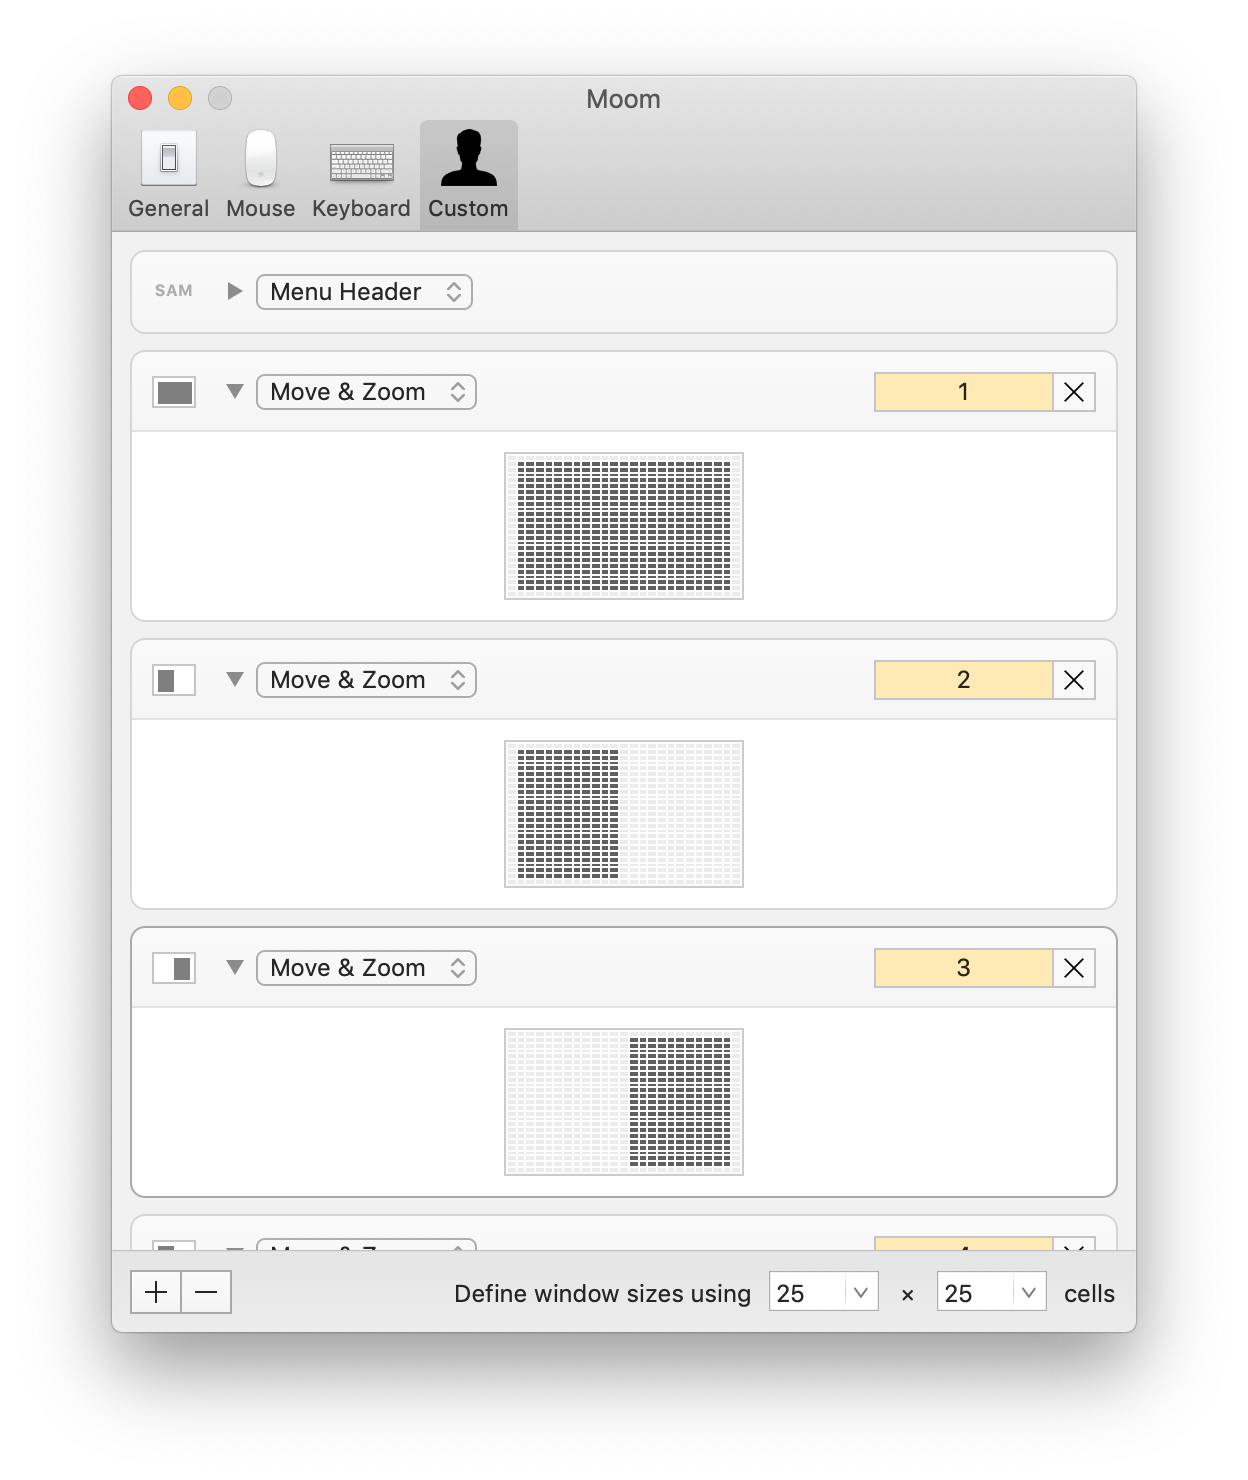 Moom
General Mouse Keyboard Custom
SAM Menu Header
Move & Zoom 1
Move & Zoom 2
Move & Zoom 3
Define window sizes using 25 × 25 cells